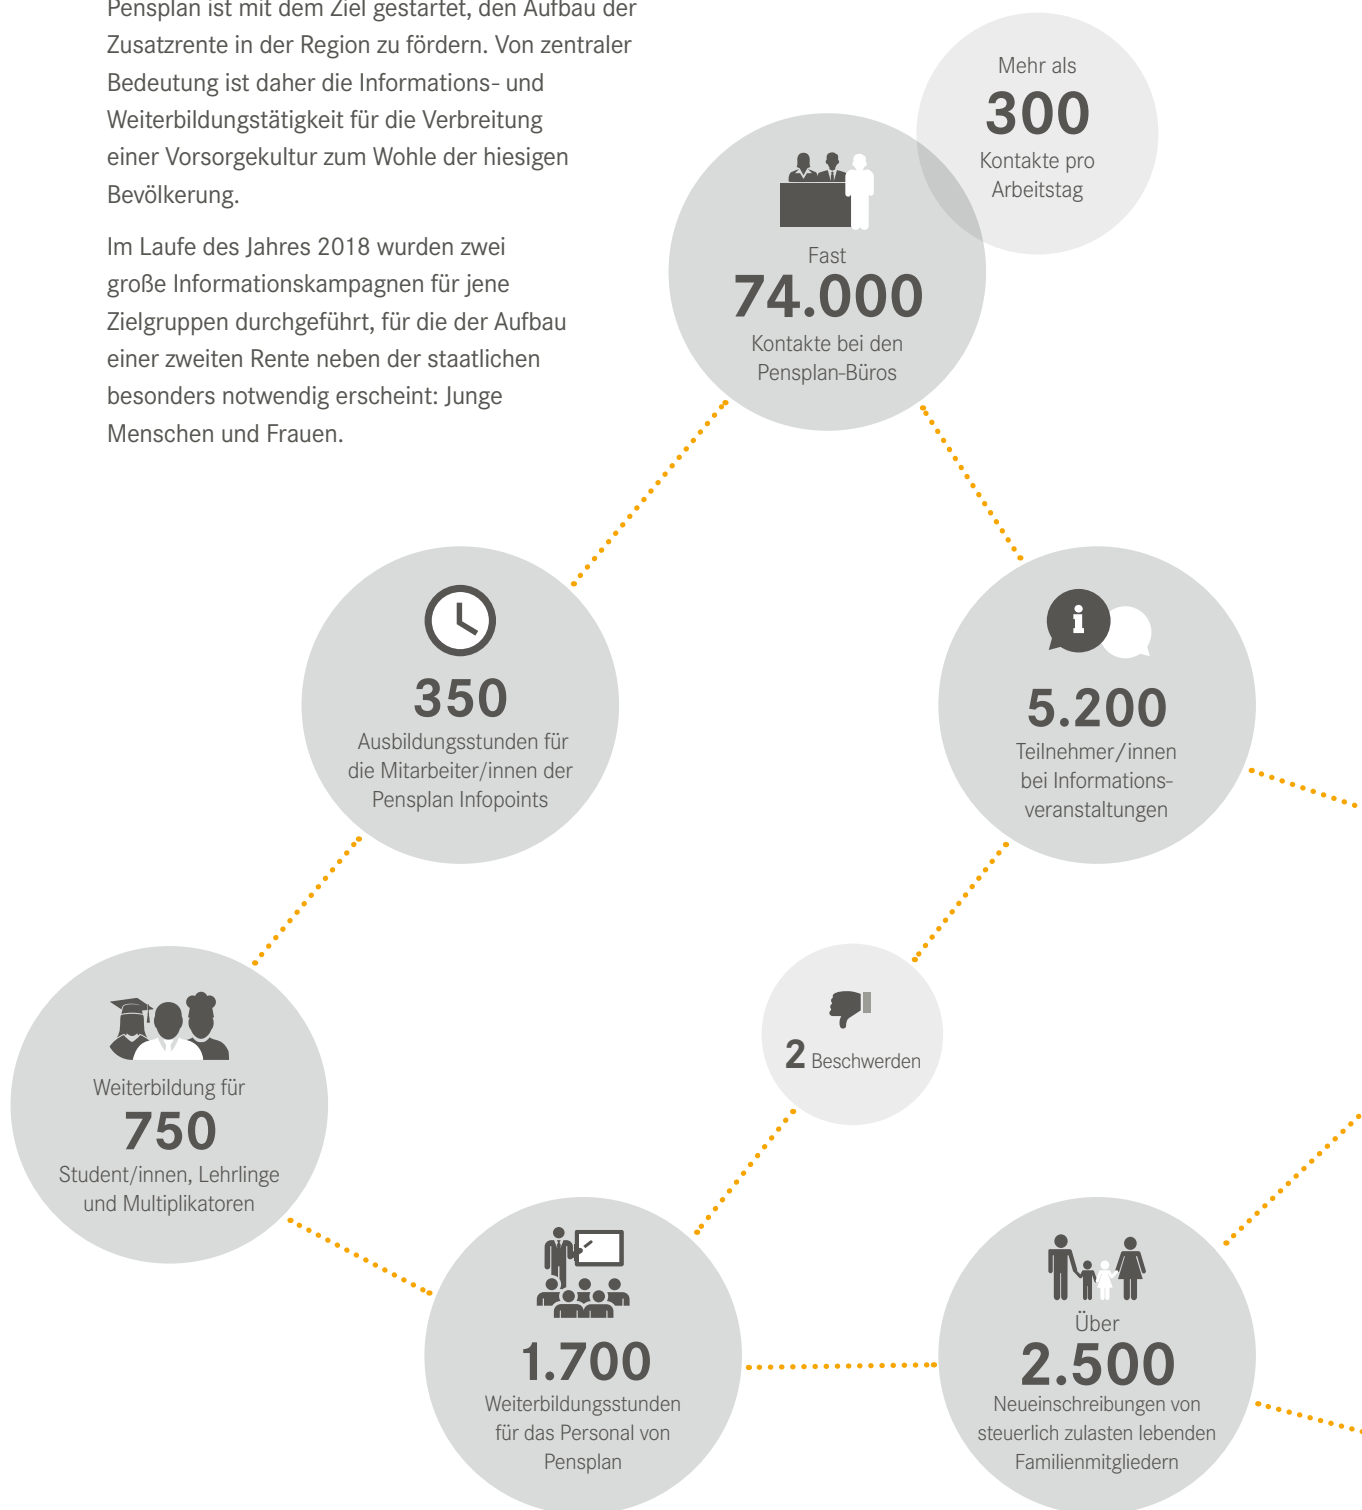 Pensplan ist mit dem Ziel gestartet, den Aufbau der
Zusatzrente in der Region zu fördern. Von zentraler
Bedeutung ist daher die Informations- und
Weiterbildungstätigkeit für die Verbreitung
einer Vorsorgekultur zum Wohle der hiesigen
Bevölkerung.
Im Laufe des Jahres 2018 wurden zwei
große Informationskampagnen für jene
Zielgruppen durchgeführt, für die der Aufbau
einer zweiten Rente neben der staatlichen
besonders notwendig erscheint: Junge
Menschen und Frauen.
Mehr als
300
Kontakte pro
Arbeitstag
Fast
74.000
Kontakte bei den
Pensplan-Büros
350
Ausbildungsstunden für
die Mitarbeiter/innen der
Pensplan Infopoints
i
5.200
Teilnehmer/innen
bei Informations-
veranstaltungen
2 Beschwerden
Weiterbildung für
750
Student/innen, Lehrlinge
und Multiplikatoren
1.700
Weiterbildungsstunden
für das Personal von
Pensplan
Über
2.500
Neueinschreibungen von
steuerlich zulasten lebenden
Familienmitgliedern